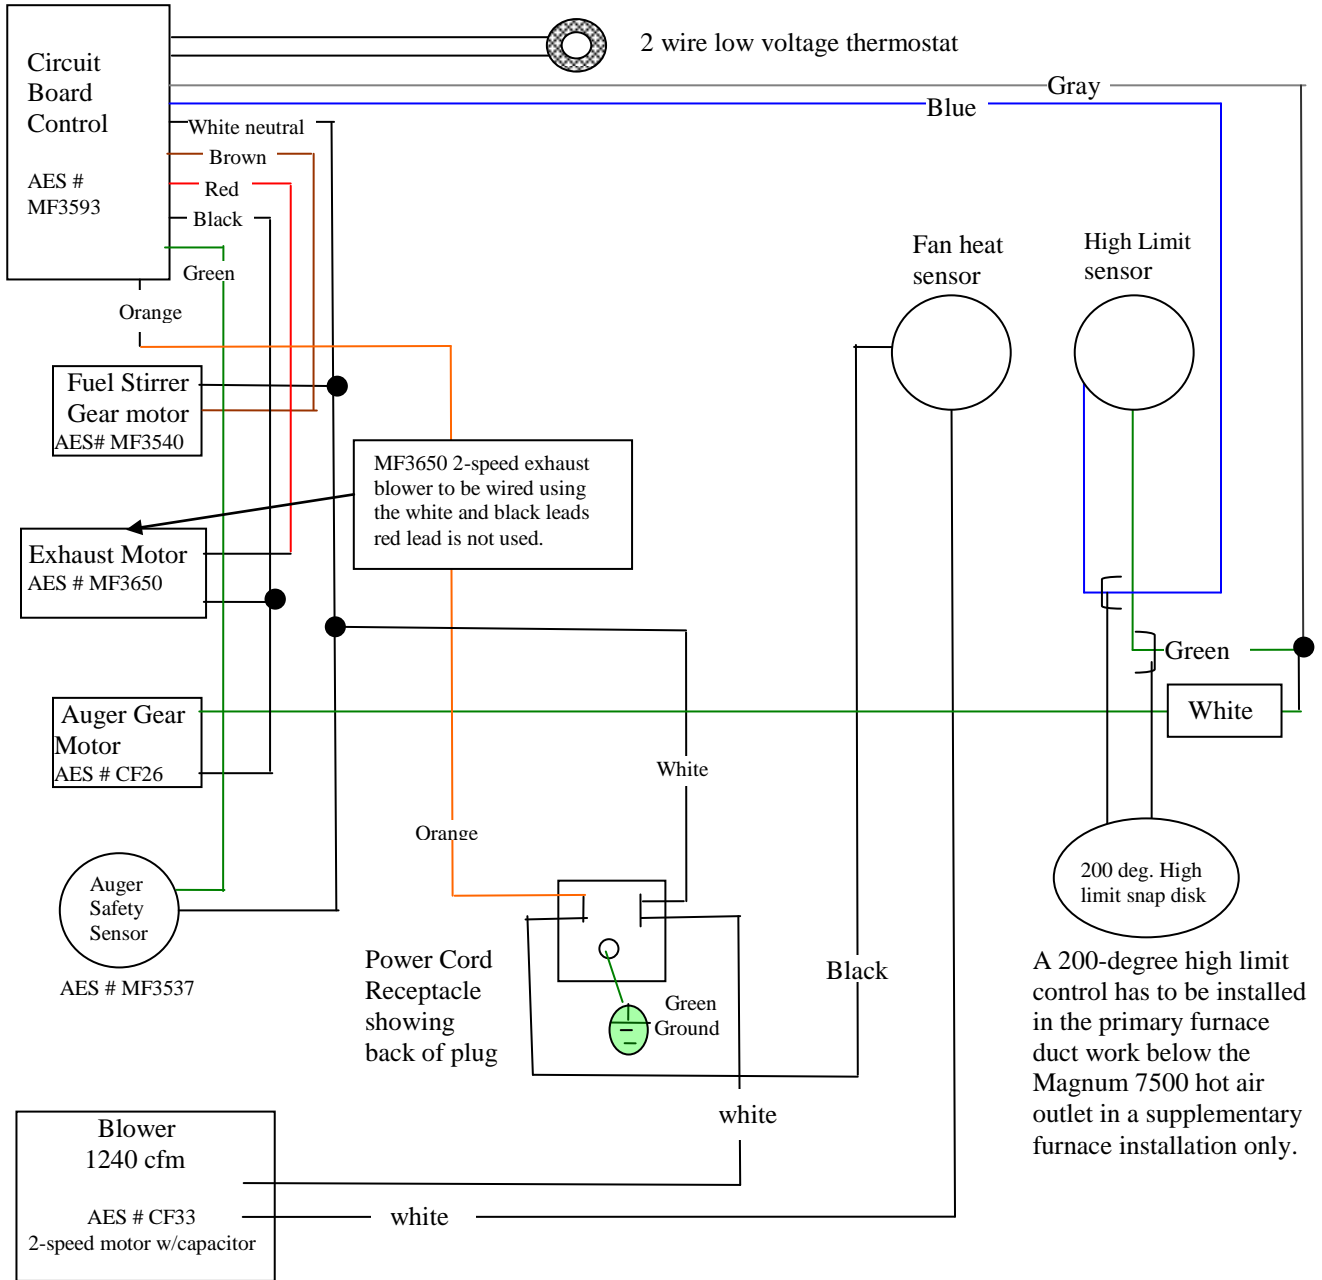 2 wire low voltage thermostat
Circuit
Board
Control
AES #
MF3593
Gray
Blue
White neutral
Brown
Red
Black
Green
Orange
Fan heat
sensor
High Limit
sensor
Fuel Stirrer
Gear motor
AES# MF3540
MF3650 2-speed exhaust
blower to be wired using
the white and black leads
red lead is not used.
Exhaust Motor
AES # MF3650
Green
Auger Gear
Motor
AES # CF26
White
White
Orange
Auger
Safety
Sensor
AES # MF3537
200 deg. High
limit snap disk
Power Cord
Receptacle
showing
back of plug
Green
Ground
Black
A 200-degree high limit
control has to be installed
in the primary furnace
duct work below the
Magnum 7500 hot air
outlet in a supplementary
furnace installation only.
white
Blower
1240 cfm
AES # CF33
2-speed motor w/capacitor
white